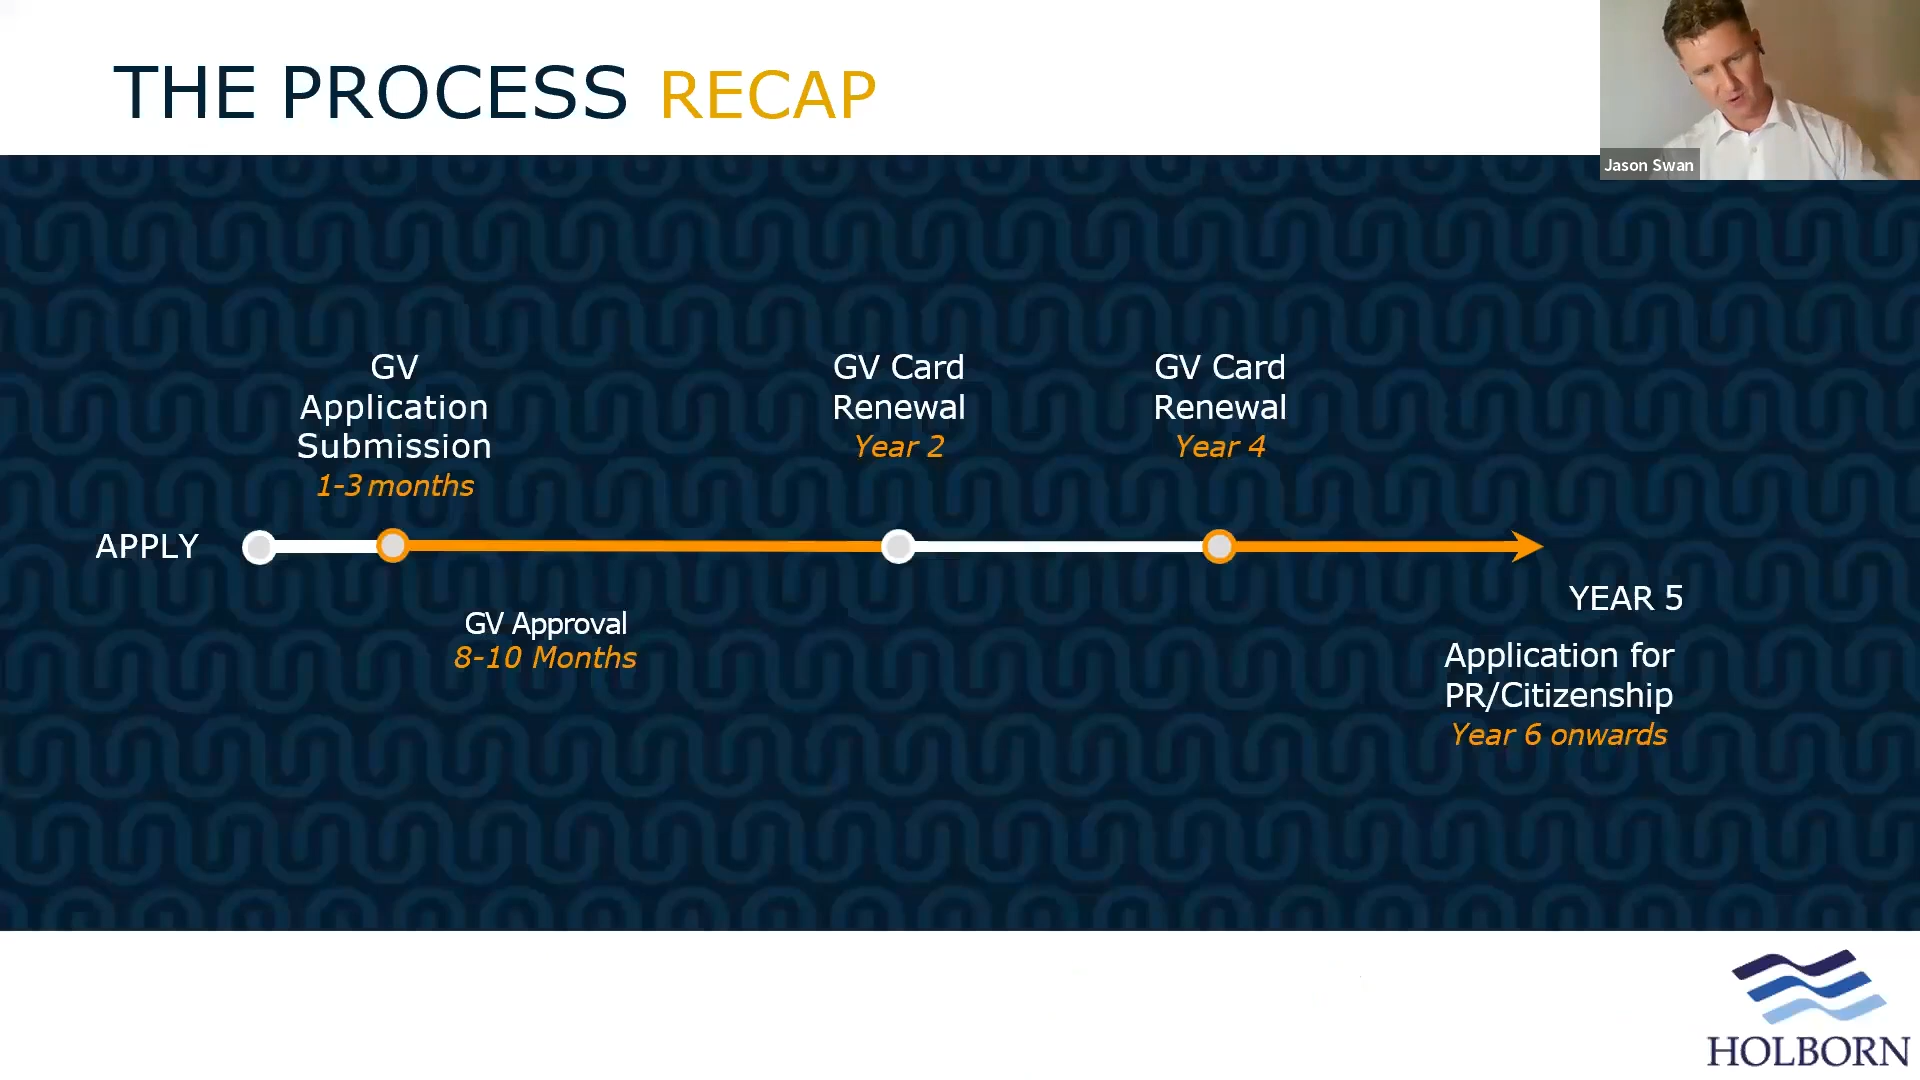 THE PROCESS RECAP
Jason Swan
GV
Application
Submission
1-3 months
GV Card
Renewal
Year 2
GV Card
Renewal
Year 4
APPLY
GV Approval
8-10 Months
YEAR 5
Application for
PR/Citizenship
Year 6 onwards
HOLBORN